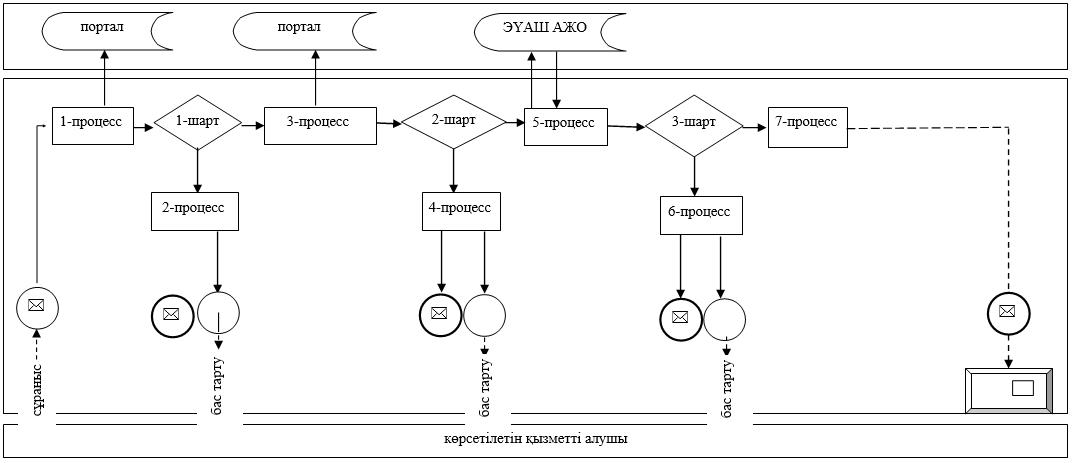 портал
портал
ЭҮАШ АЖО
1-процесс
1-шарт
3-процесс
2-шарт
5-процесс
3-шарт
7-процесс
2-процесс
4-процесс
6-процесс
сұраныс
бас тарту
бас тарту
бас тарту
көрсетілетін қызметті алушы